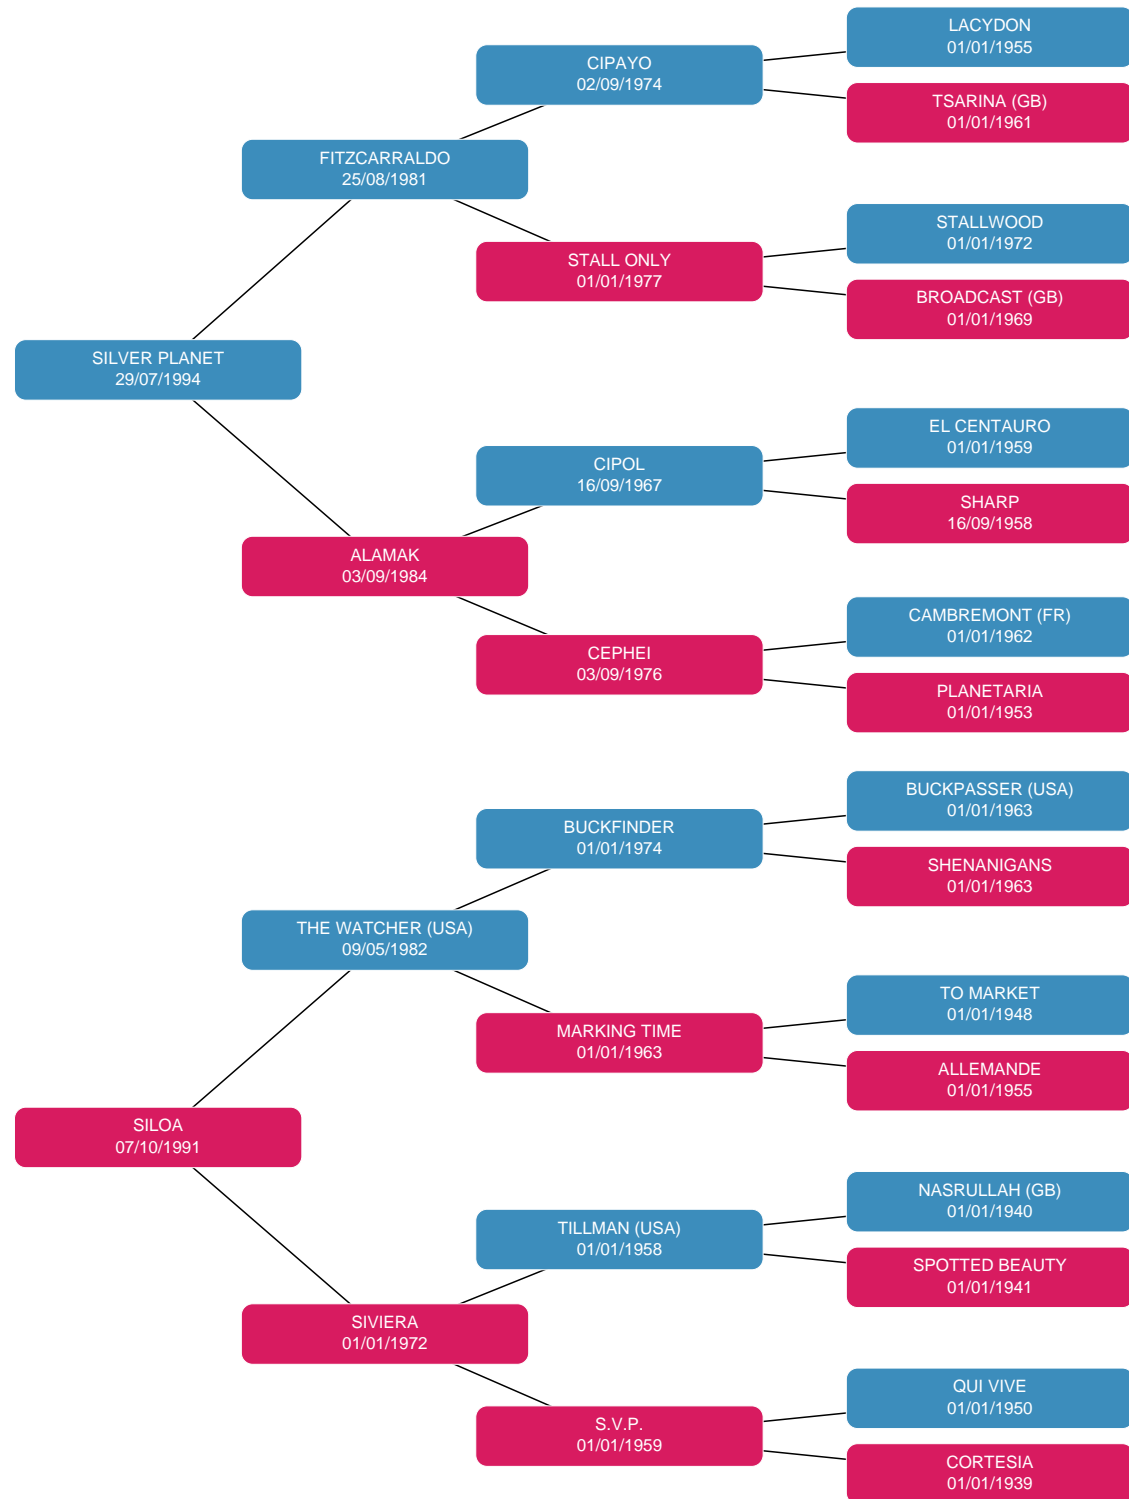 LACYDON
01/01/1955
CIPAYO
02/09/1974
TSARINA (GB)
01/01/1961
FITZCARRALDO
25/08/1981
STALLWOOD
01/01/1972
STALL ONLY
01/01/1977
BROADCAST (GB)
01/01/1969
SILVER PLANET
29/07/1994
EL CENTAURO
01/01/1959
CIPOL
16/09/1967
SHARP
16/09/1958
ALAMAK
03/09/1984
CAMBREMONT (FR)
01/01/1962
CEPHEI
03/09/1976
PLANETARIA
01/01/1953
BUCKPASSER (USA)
01/01/1963
BUCKFINDER
01/01/1974
SHENANIGANS
01/01/1963
THE WATCHER (USA)
09/05/1982
TO MARKET
01/01/1948
MARKING TIME
01/01/1963
ALLEMANDE
01/01/1955
SILOA
07/10/1991
NASRULLAH (GB)
01/01/1940
TILLMAN (USA)
01/01/1958
SPOTTED BEAUTY
01/01/1941
SIVIERA
01/01/1972
QUI VIVE
01/01/1950
S.V.P.
01/01/1959
CORTESIA
01/01/1939